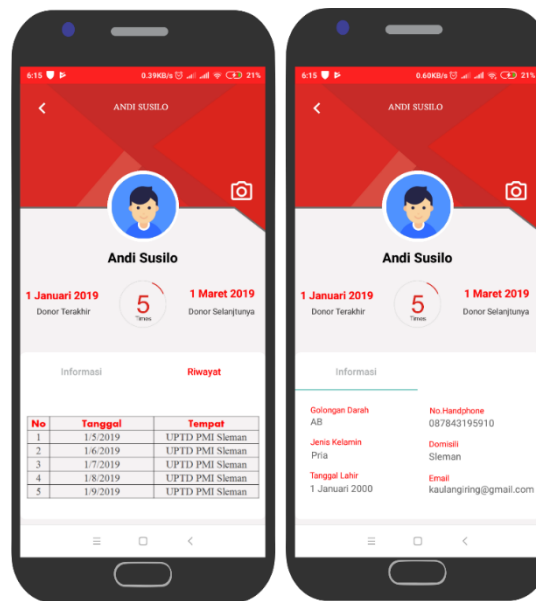 6:15 0.39KB/s 21%
ANDI SUSILO
Andi Susilo
1 Januari 2019
Donor Terakhir
5
Times
1 Maret 2019
Donor Selanjtunya
Informasi Riwayat
No Tanggal Tempat
1 1/5/2019 UPTD PMI Sleman
2 1/6/2019 UPTD PMI Sleman
3 1/7/2019 UPTD PMI Sleman
4 1/8/2019 UPTD PMI Sleman
5 1/9/2019 UPTD PMI Sleman
6:15 0.60KB/s 21%
ANDI SUSILO
Andi Susilo
1 Januari 2019
Donor Terakhir
5
Times
1 Maret 2019
Donor Selanjtunya
Informasi
Golongan Darah
AB
No.Handphone
087843195910
Jenis Kelamin
Pria
Domisili
Sleman
Tanggal Lahir
1 Januari 2000
Email
kaulangiring@gmail.com